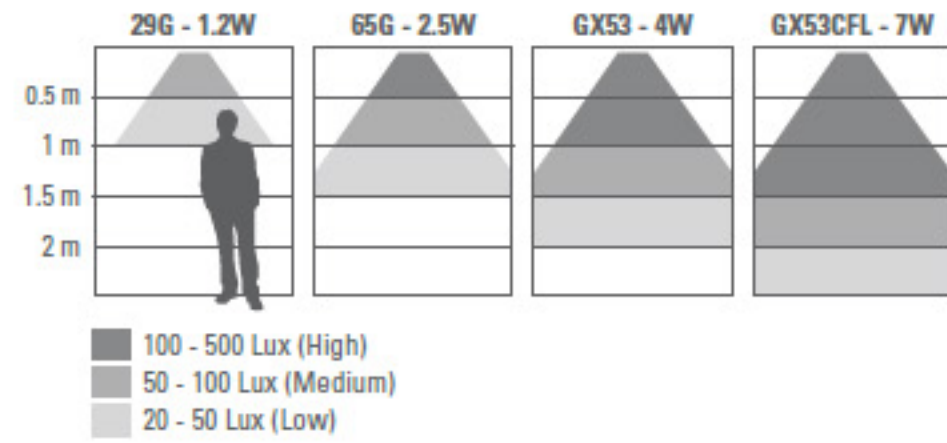 29G - 1.2W 65G - 2.5W GX53 - 4W GX53CFL - 7W
0.5 m
1 m
1.5 m
2 m
100 - 500 Lux (High)
50 - 100 Lux (Medium)
20 - 50 Lux (Low)